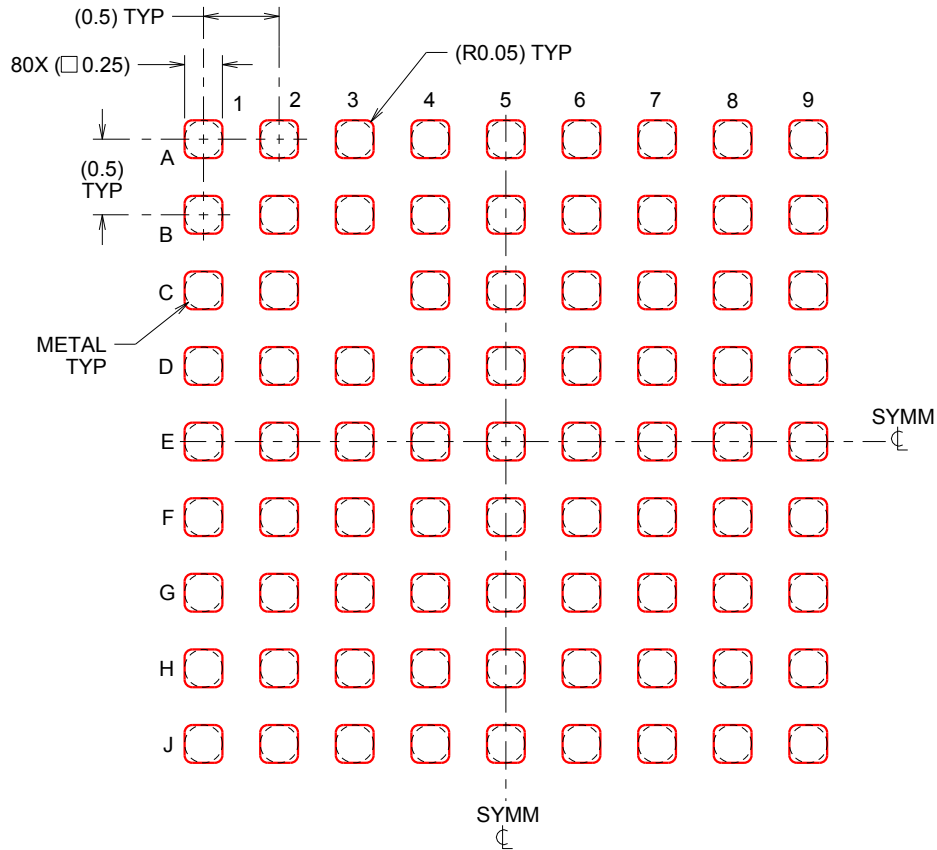 (0.5) TYP
80X (□ 0.25)
(R0.05) TYP
1 2 3 4 5 6 7 8 9
A
(0.5)
TYP
B
C
METAL
TYP
D
E
SYMM
℄
F
G
H
J
SYMM
℄